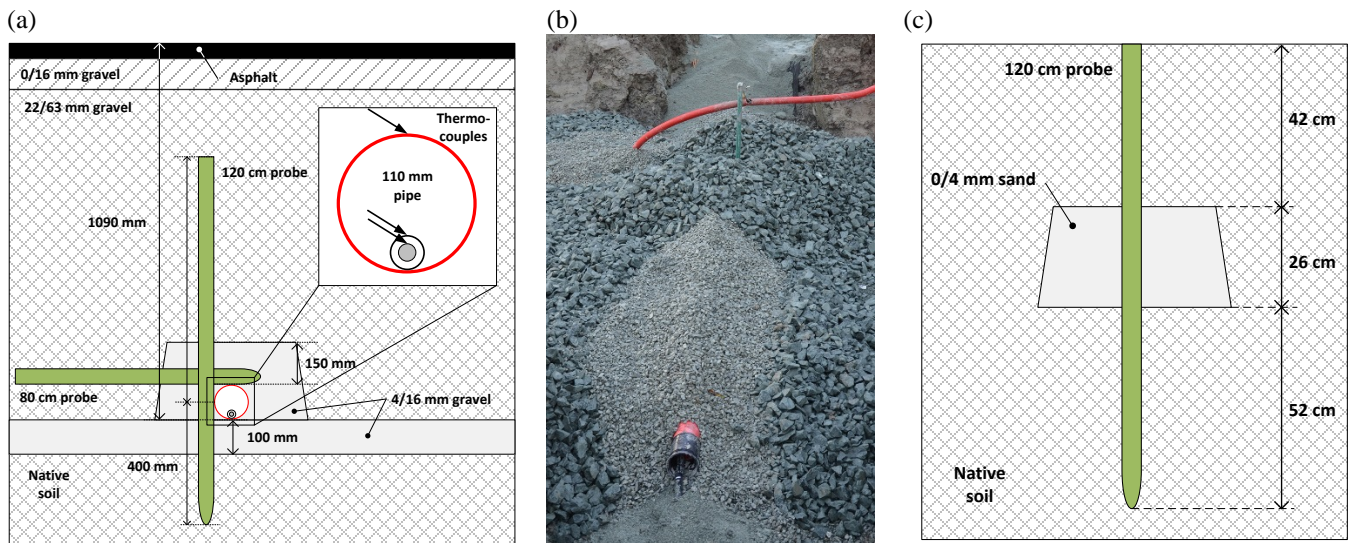 (a)
Asphalt
0/16 mm gravel
22/63 mm gravel
Thermo-
couples
110 mm
pipe
120 cm probe
1090 mm
150 mm
80 cm probe
4/16 mm gravel
100 mm
400 mm
Native
soil
(b)
(c)
120 cm probe
42 cm
0/4 mm sand
26 cm
52 cm
Native
soil